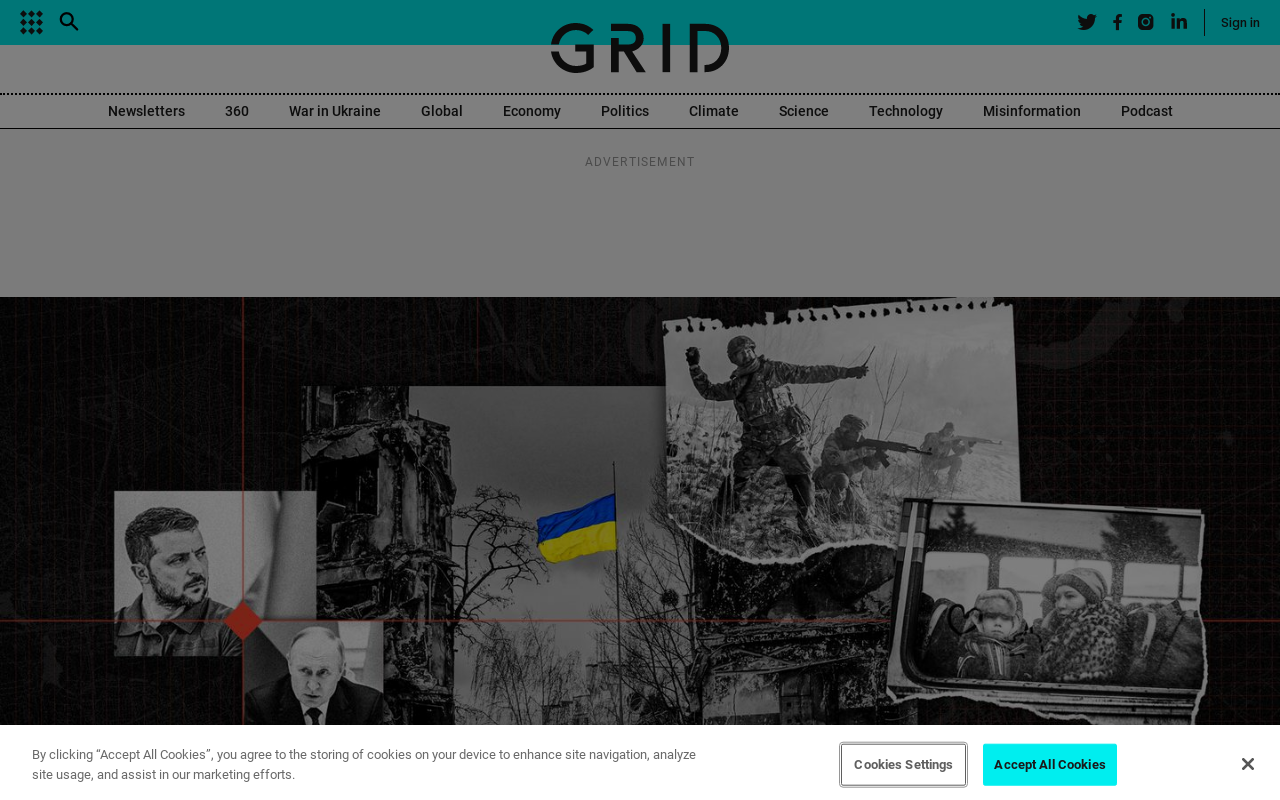 GRID
Sign in
Newsletters 360 War in Ukraine Global Economy Politics Climate Science Technology Misinformation Podcast
ADVERTISEMENT
By clicking “Accept All Cookies”, you agree to the storing of cookies on your device to enhance site navigation, analyze
site usage, and assist in our marketing efforts.
Cookies Settings
Accept All Cookies